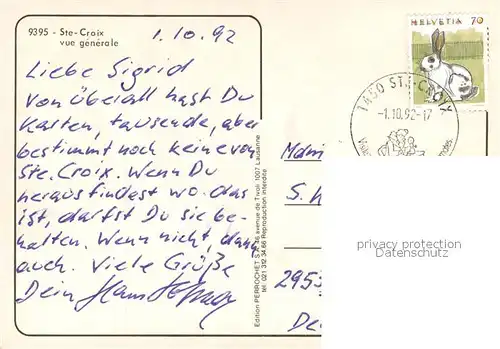 9395 - Ste-Croix
vue générale
1.10.92
Liebe Sigrid
Von überall hast Du
Karten, tausende, aber
bestimmt noch keine von
Ste. Croix. Wenn Du
herausfindest wo das
ist, darfst Du sie be-
halten. Wenn nicht, dann
auch. Viele Grüße
Dein Hans
Edition PERROCHET S.A. avenue de Tivoli 1007 Lausanne
Tél. 021 312 34 66 Reproduction interdite
HELVETIA 70
1450 STE-CROIX
-1.10.92-17
S.
295
De
privacy protection
Datenschutz